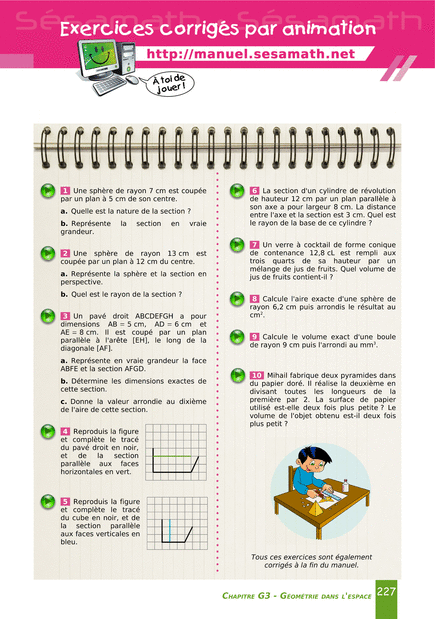 Sésamath Sésamath Sésamath
Exercices corrigés par animation
http://manuel.sesamath.net
À toi de
jouer !
1 Une sphère de rayon 7 cm est coupée
par un plan à 5 cm de son centre.
a. Quelle est la nature de la section ?
b. Représente la section en vraie
grandeur.
2 Une sphère de rayon 13 cm est
coupée par un plan à 12 cm du centre.
a. Représente la sphère et la section en
perspective.
b. Quel est le rayon de la section ?
3 Un pavé droit ABCDEFGH a pour
dimensions AB = 5 cm, AD = 6 cm et
AE = 8 cm. Il est coupé par un plan
parallèle à l'arête [EH], le long de la
diagonale [AF].
a. Représente en vraie grandeur la face
ABFE et la section AFGD.
b. Détermine les dimensions exactes de
cette section.
c. Donne la valeur arrondie au dixième
de l'aire de cette section.
4 Reproduis la figure
et complète le tracé
du pavé droit en noir,
et de la section
parallèle aux faces
horizontales en vert.
5 Reproduis la figure
et complète le tracé
du cube en noir, et de
la section parallèle
aux faces verticales en
bleu.
6 La section d'un cylindre de révolution
de hauteur 12 cm par un plan parallèle à
son axe a pour largeur 8 cm. La distance
entre l'axe et la section est 3 cm. Quel est
le rayon de la base de ce cylindre ?
7 Un verre à cocktail de forme conique
de contenance 12,8 cL est rempli aux
trois quarts de sa hauteur par un
mélange de jus de fruits. Quel volume de
jus de fruits contient-il ?
8 Calcule l'aire exacte d'une sphère de
rayon 6,2 cm puis arrondis le résultat au
cm².
9 Calcule le volume exact d'une boule
de rayon 9 cm puis l'arrondi au mm³.
10 Mihail fabrique deux pyramides dans
du papier doré. Il réalise la deuxième en
divisant toutes les longueurs de la
première par 2. La surface de papier
utilisé est-elle deux fois plus petite ? Le
volume de l'objet obtenu est-il deux fois
plus petit ?
Tous ces exercices sont également
corrigés à la fin du manuel.
CHAPITRE G3 – GÉOMÉTRIE DANS L'ESPACE 227